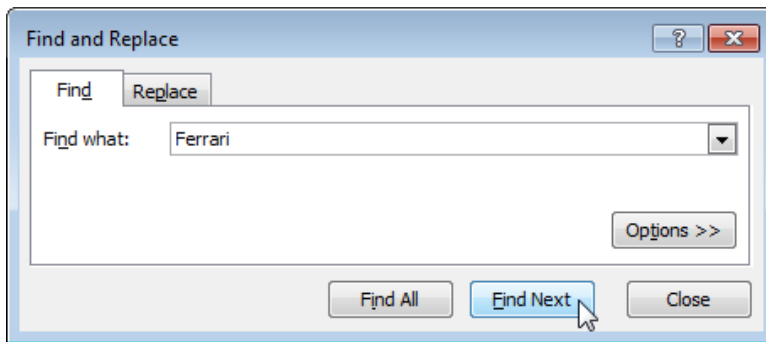 Find and Replace
Find Replace
Find what: Ferrari
Options >>
Find All Find Next Close